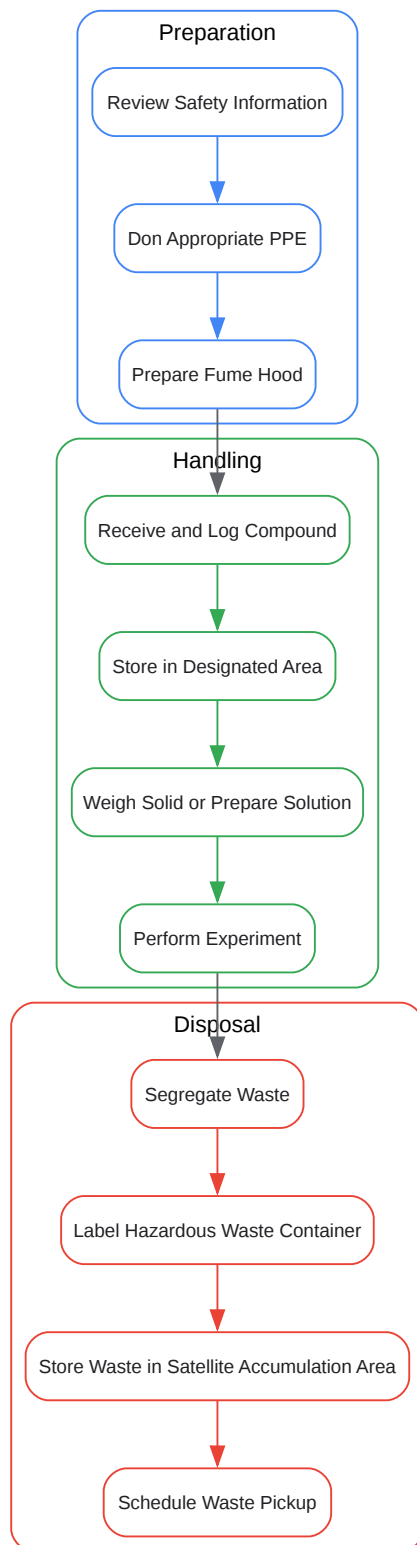 Preparation
Review Safety Information
Don Appropriate PPE
Prepare Fume Hood
Handling
Receive and Log Compound
Store in Designated Area
Weigh Solid or Prepare Solution
Perform Experiment
Disposal
Segregate Waste
Label Hazardous Waste Container
Store Waste in Satellite Accumulation Area
Schedule Waste Pickup